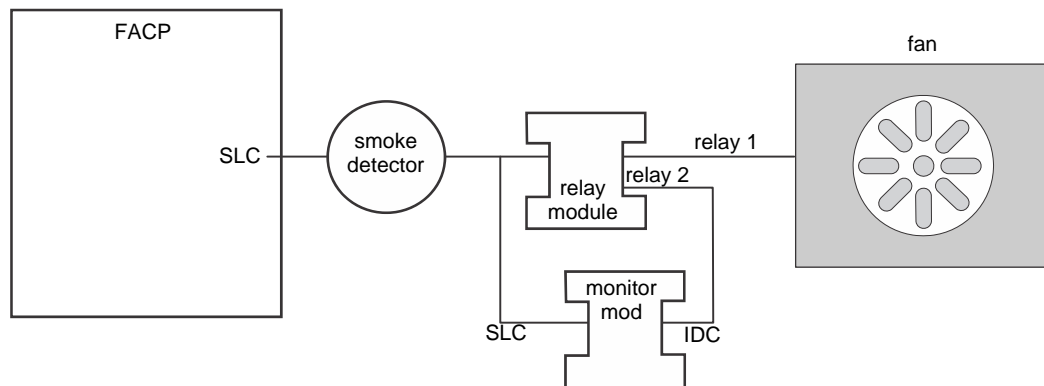 FACP
fan
SLC
smoke
detector
relay 1
relay 2
relay
module
monitor
mod
SLC
IDC